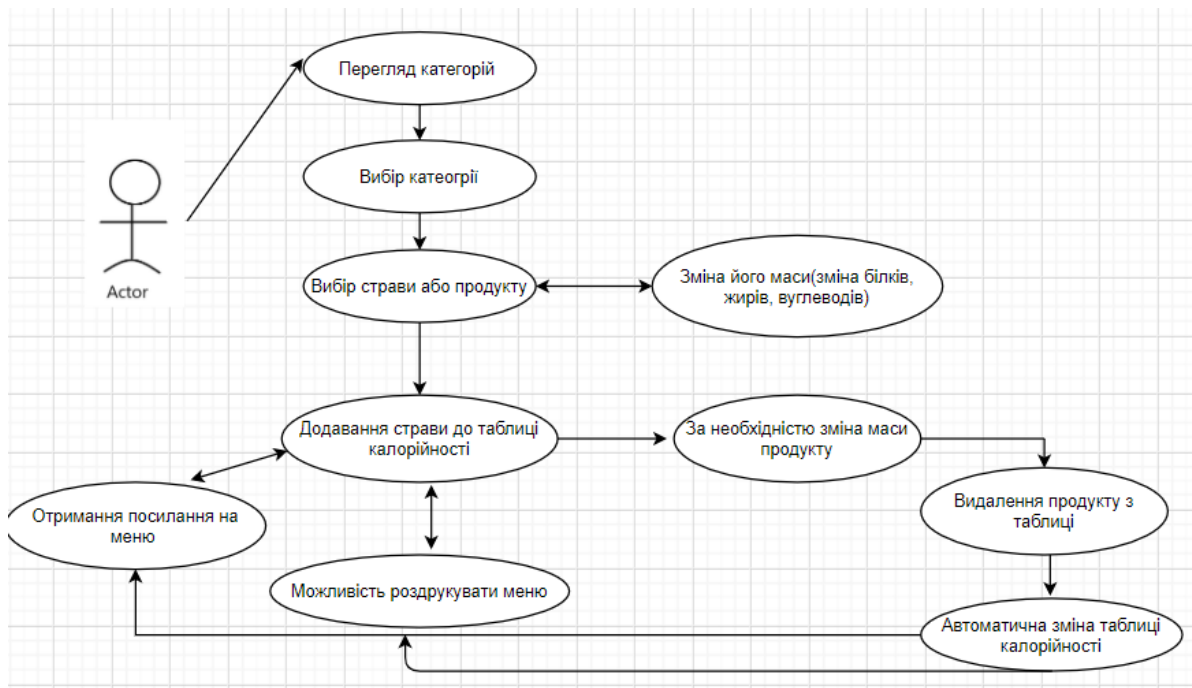 Перегляд категорій
Вибір катеогрії
Actor
Вибір страви або продукту
Зміна його маси(зміна білків,
жирів, вуглеводів)
Додавання страви до таблиці
калорійності
За необхідністю зміна маси
продукту
Видалення продукту з
таблиці
Отримання посилання на
меню
Можливість роздрукувати меню
Автоматична зміна таблиці
калорійності